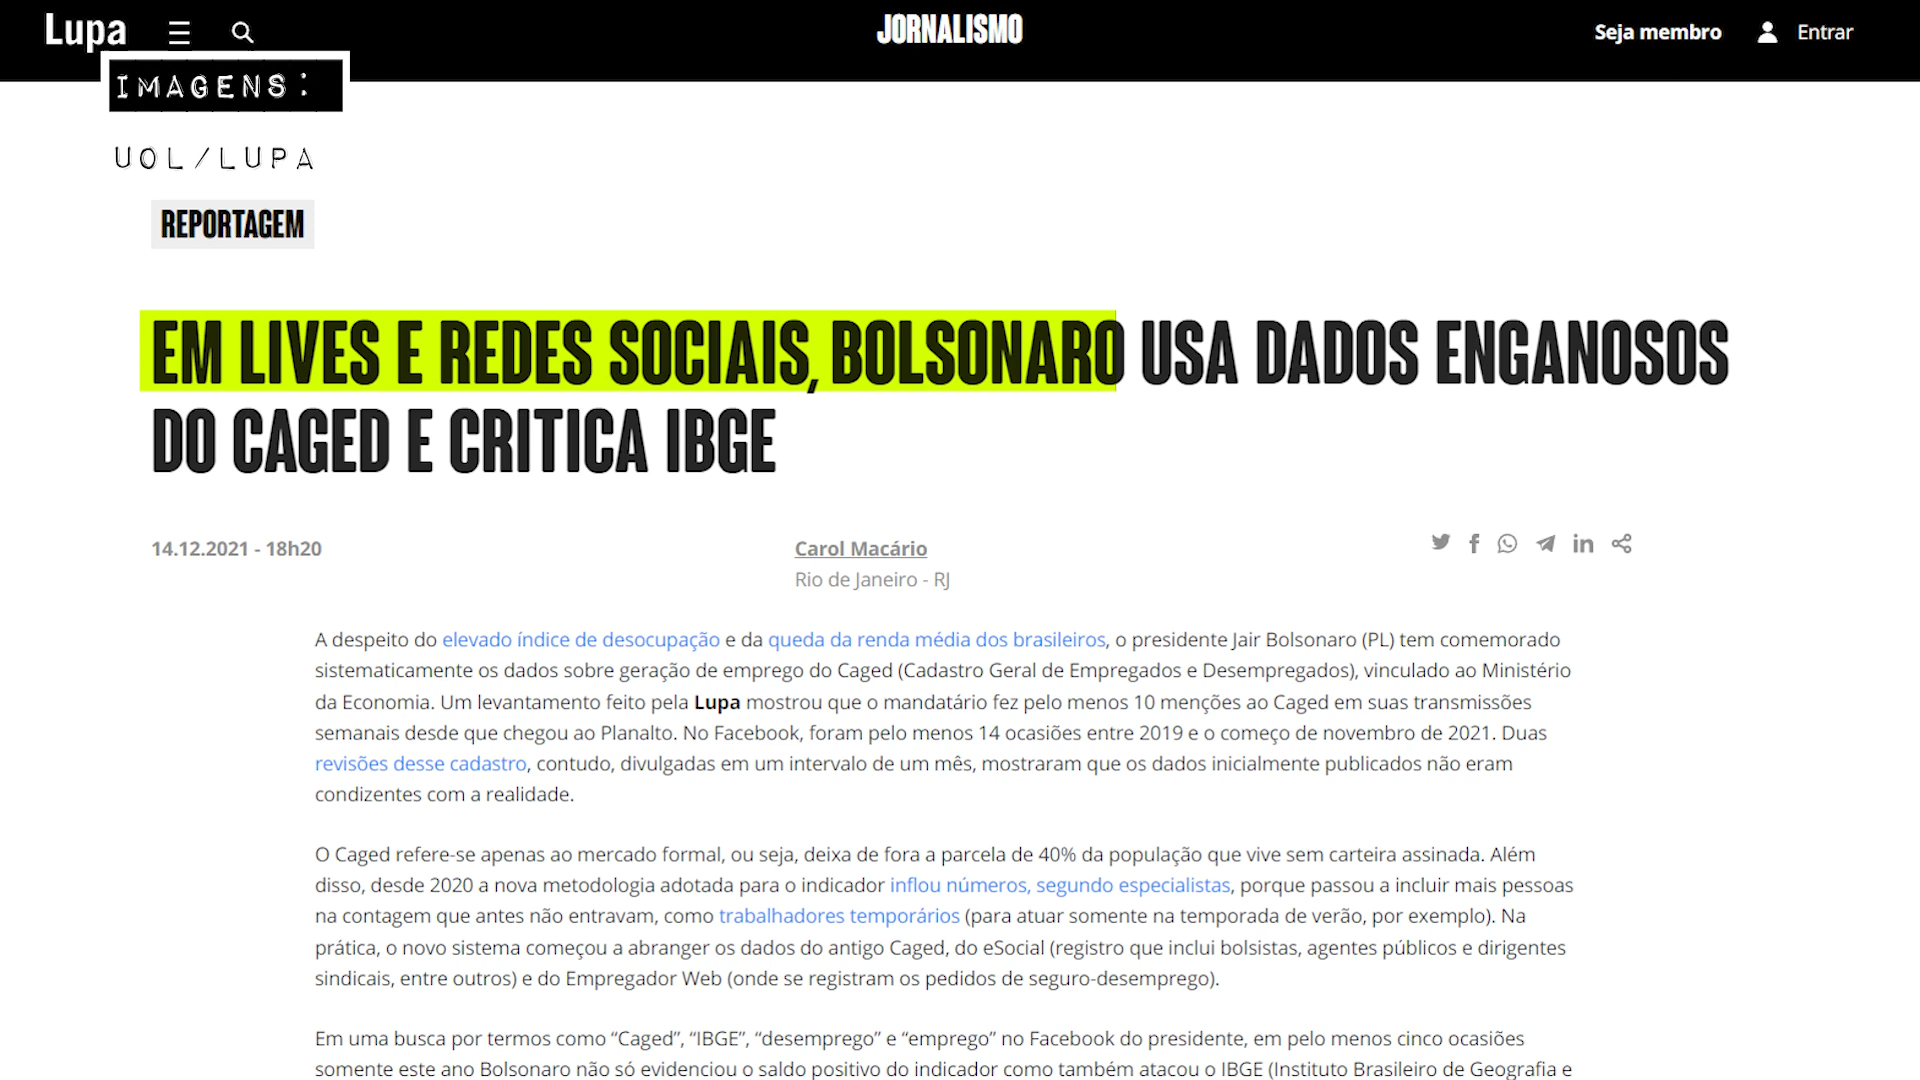 Lupa
JORNALISMO
Seja membro
Entrar
IMAGENS:
UOL/LUPA
REPORTAGEM
EM LIVES E REDES SOCIAIS, BOLSONARO USA DADOS ENGANOSOS
DO CAGED E CRITICA IBGE
14.12.2021 - 18h20
Carol Macário
Rio de Janeiro - RJ
A despeito do elevado índice de desocupação e da queda da renda média dos brasileiros, o presidente Jair Bolsonaro (PL) tem comemorado
sistematicamente os dados sobre geração de emprego do Caged (Cadastro Geral de Empregados e Desempregados), vinculado ao Ministério
da Economia. Um levantamento feito pela Lupa mostrou que o mandatário fez pelo menos 10 menções ao Caged em suas transmissões
semanais desde que chegou ao Planalto. No Facebook, foram pelo menos 14 ocasiões entre 2019 e o começo de novembro de 2021. Duas
revisões desse cadastro, contudo, divulgadas em um intervalo de um mês, mostraram que os dados inicialmente publicados não eram
condizentes com a realidade.
O Caged refere-se apenas ao mercado formal, ou seja, deixa de fora a parcela de 40% da população que vive sem carteira assinada. Além
disso, desde 2020 a nova metodologia adotada para o indicador inflou números, segundo especialistas, porque passou a incluir mais pessoas
na contagem que antes não entravam, como trabalhadores temporários (para atuar somente na temporada de verão, por exemplo). Na
prática, o novo sistema começou a abranger os dados do antigo Caged, do eSocial (registro que inclui bolsistas, agentes públicos e dirigentes
sindicais, entre outros) e do Empregador Web (onde se registram os pedidos de seguro-desemprego).
Em uma busca por termos como “Caged”, “IBGE”, “desemprego” e “emprego” no Facebook do presidente, em pelo menos cinco ocasiões
somente este ano Bolsonaro não só evidenciou o saldo positivo do indicador como também atacou o IBGE (Instituto Brasileiro de Geografia e